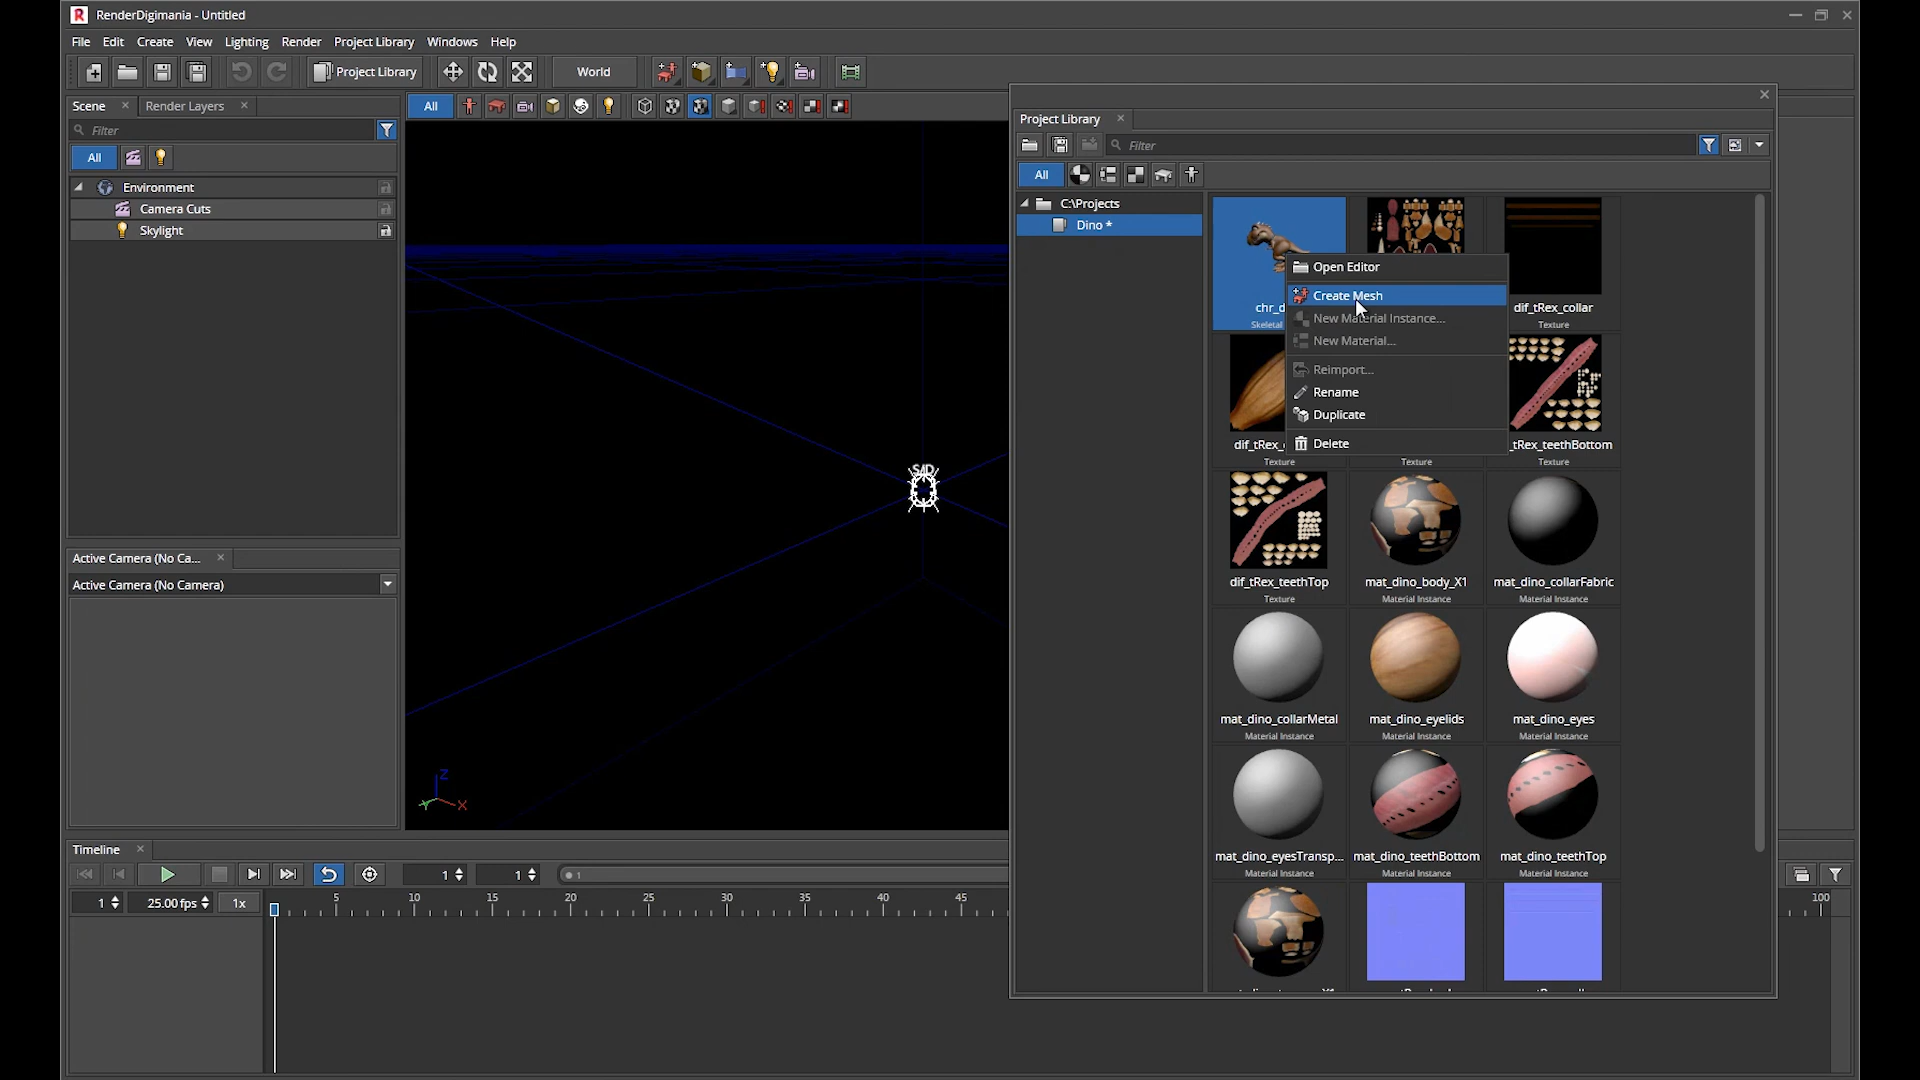 RenderDigimania - Untitled
File Edit Create View Lighting Render Project Library Windows Help
Project Library
World
Scene
Render Layers
Filter
All
Environment
Camera Cuts
Skylight
Active Camera (No Ca...
Active Camera (No Camera)
All
Z
Y
X
Project Library
Filter
All
C:\Projects
Dino *
chr_d
Skeletal
Open Editor
Create Mesh
New Material Instance...
New Material...
Reimport...
Rename
Duplicate
Delete
dif_tRex_collar
Texture
dif_tRex_
Texture
Texture
tRex_teethBottom
Texture
dif_tRex_teethTop
Texture
mat_dino_body_X1
Material Instance
mat_dino_collarFabric
Material Instance
mat_dino_collarMetal
Material Instance
mat_dino_eyelids
Material Instance
mat_dino_eyes
Material Instance
mat_dino_eyesTransp...
Material Instance
mat_dino_teethBottom
Material Instance
mat_dino_teethTop
Material Instance
Timeline
1
1
1
1
25.00 fps
1x
5 10 15 20 25 30 35 40 45 100